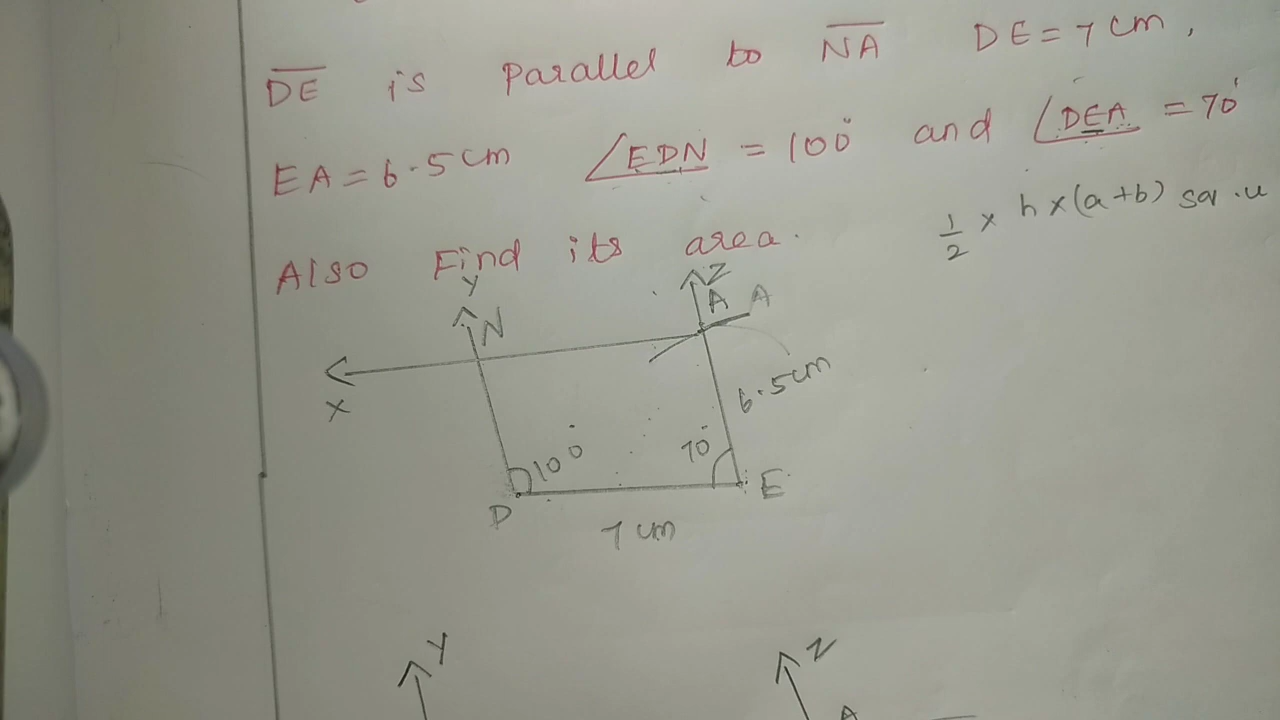 DE is Parallel to NA DE = 7 cm,
EA = 6.5 cm ∠EDN = 100° and ∠DEA = 70°
Also Find its area.
1/2 × h × (a+b) sq.u
Y Z
N A A
X
6.5 cm
100° 70°
D E
7 cm
Y Z
A